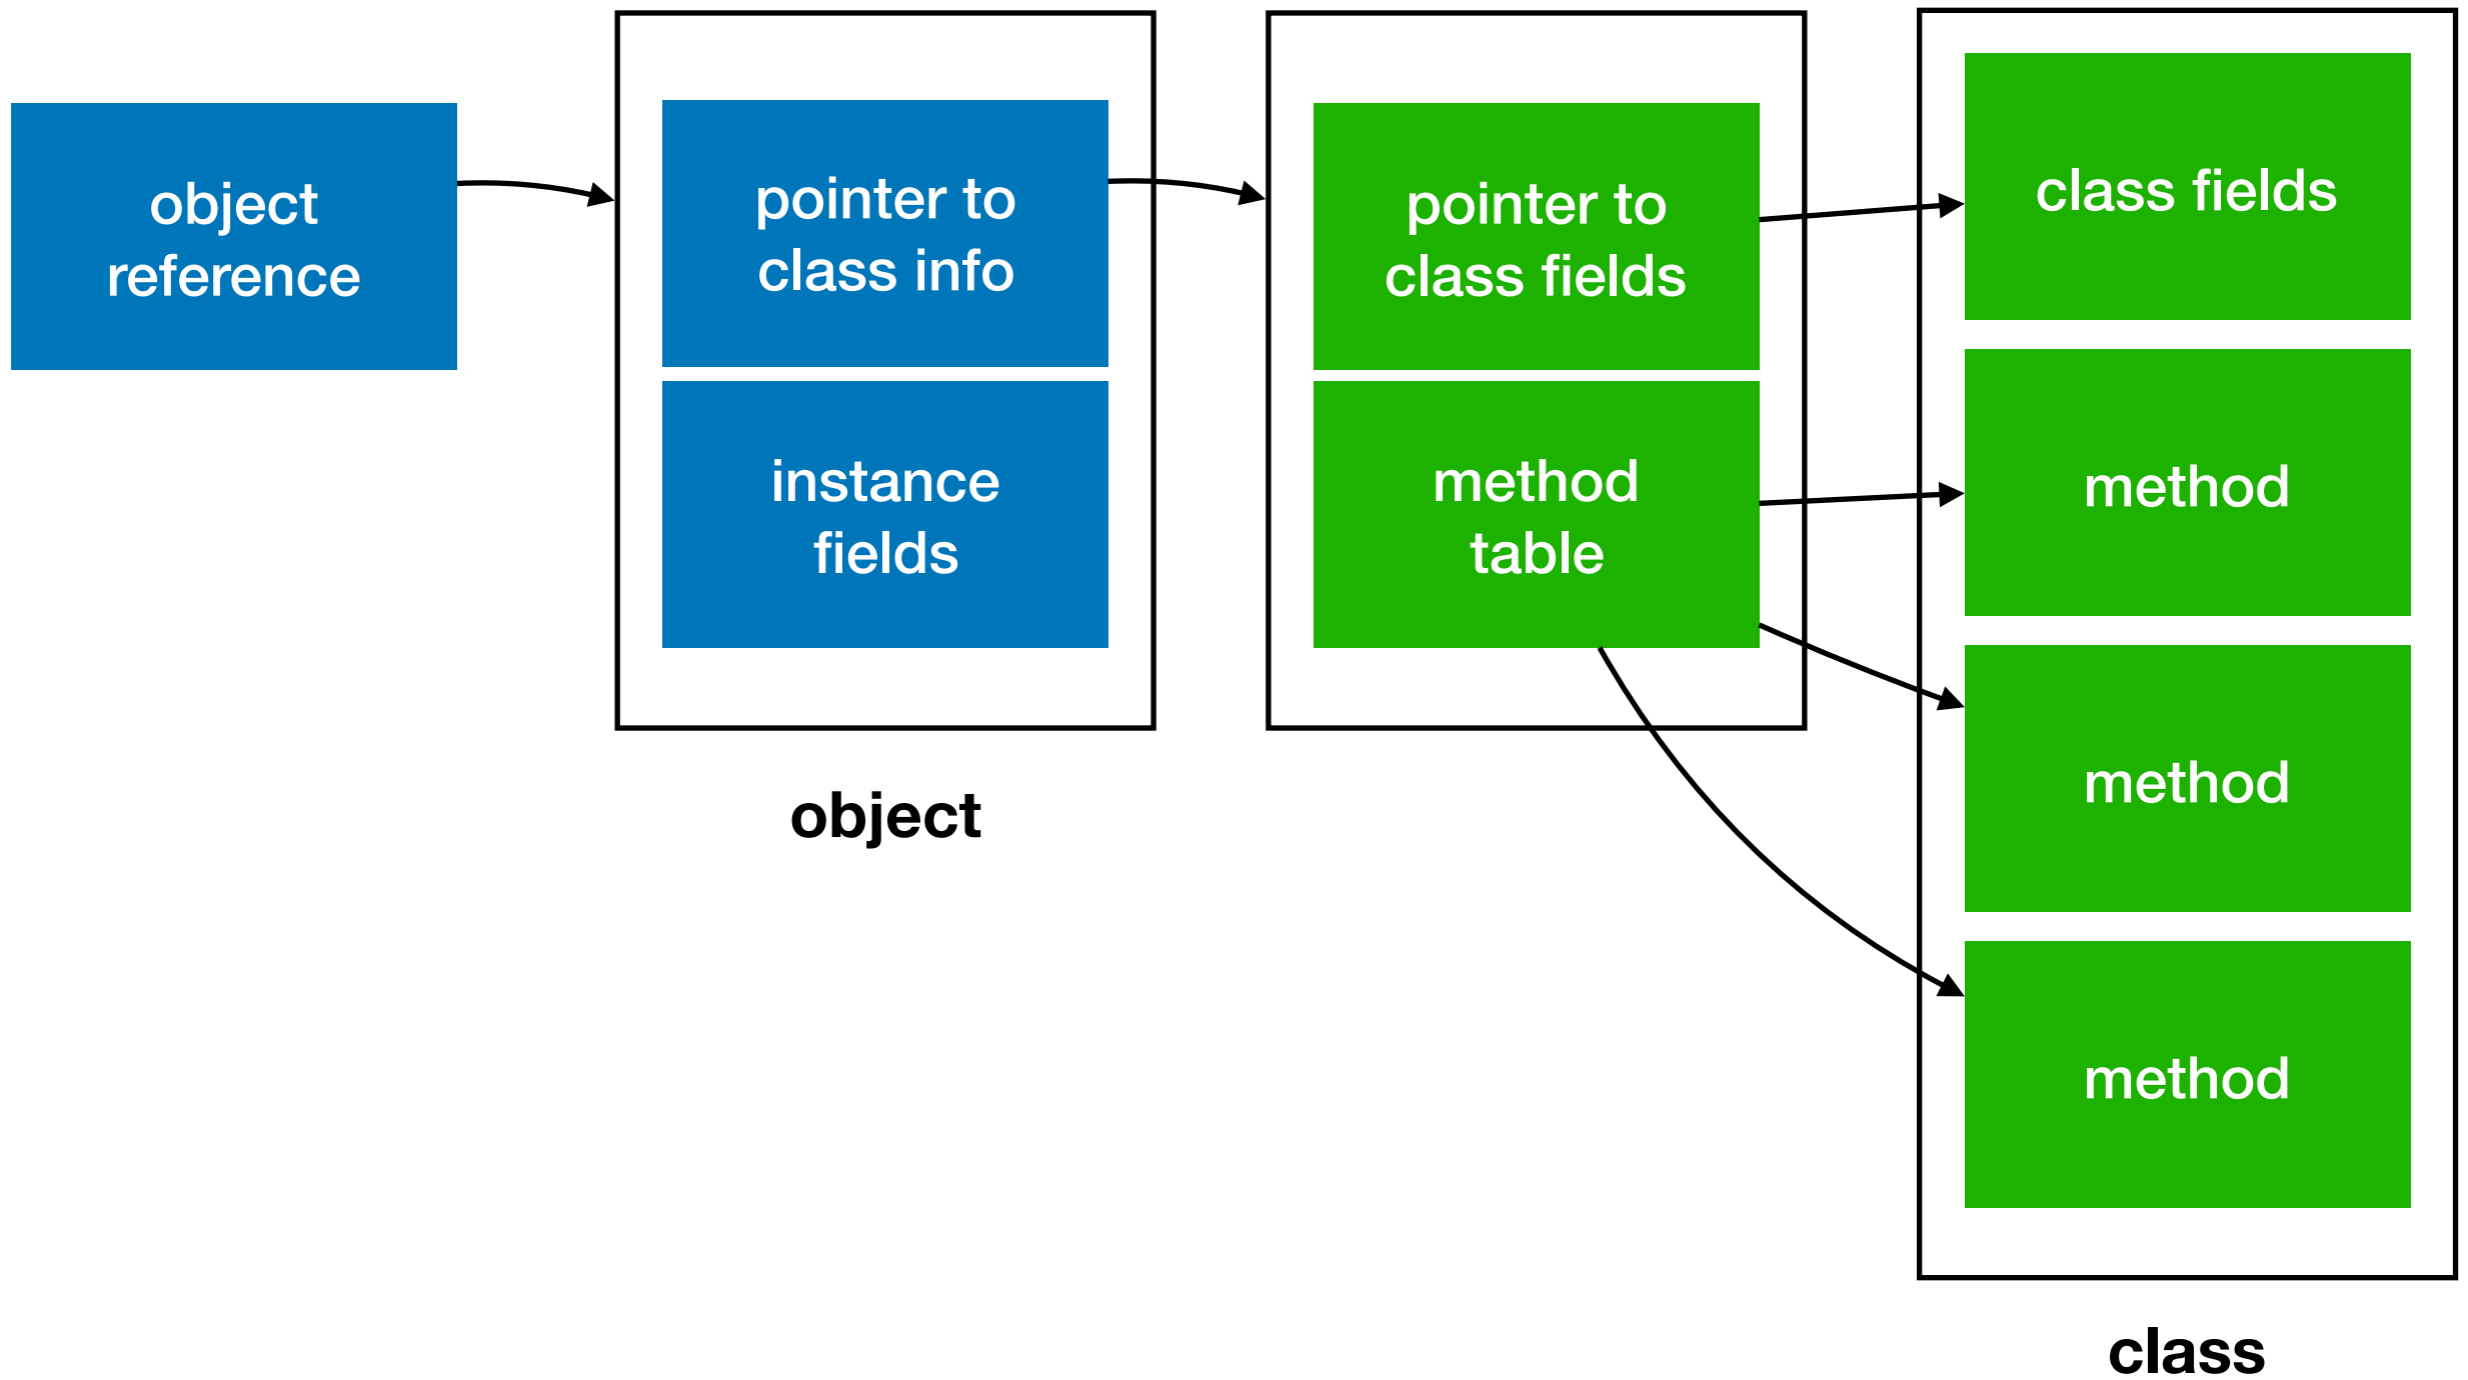 object
reference
pointer to
class info
instance
fields
object
pointer to
class fields
method
table
class fields
method
method
method
class